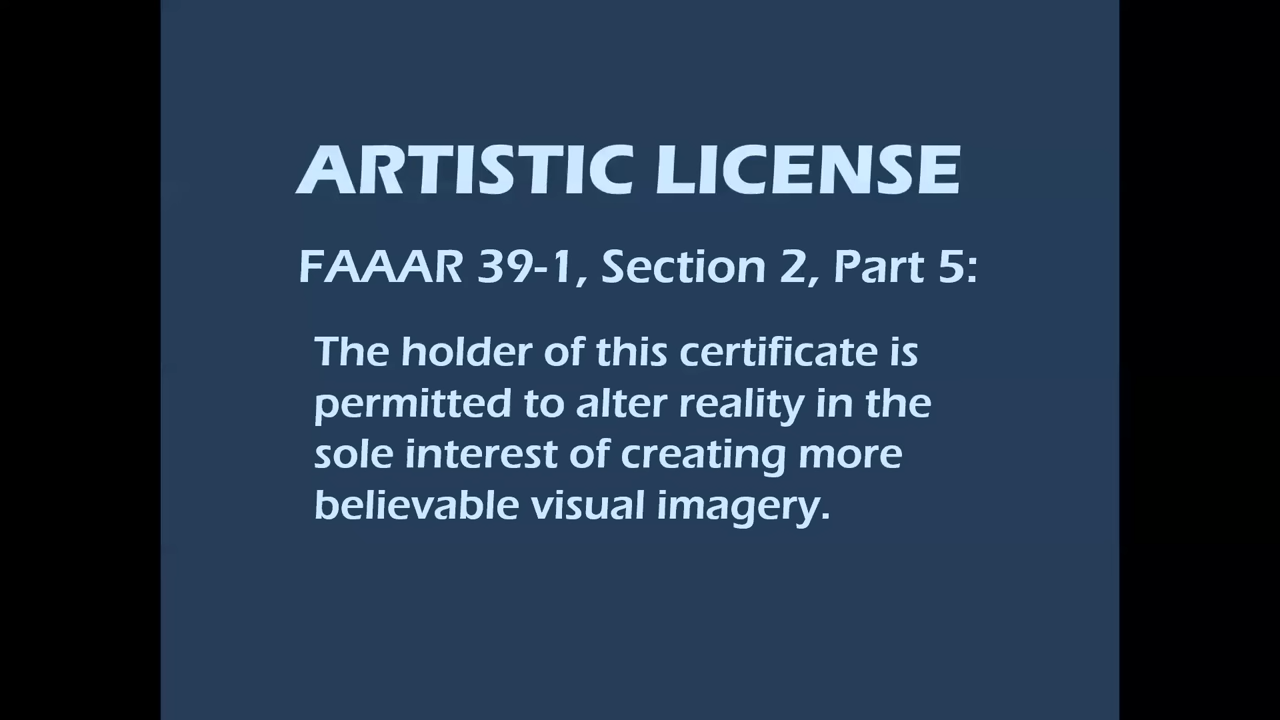 ARTISTIC LICENSE
FAAAR 39-1, Section 2, Part 5:
The holder of this certificate is
permitted to alter reality in the
sole interest of creating more
believable visual imagery.